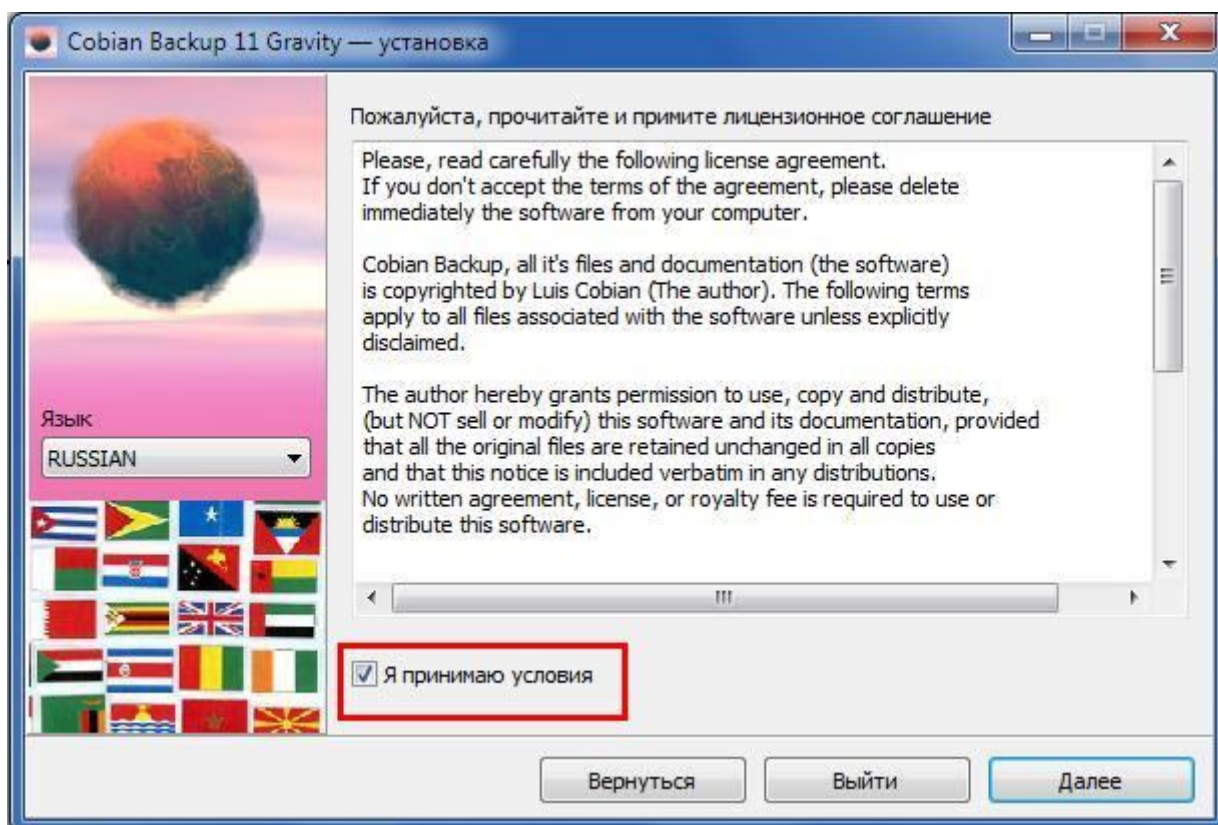 Cobian Backup 11 Gravity — установка
Пожалуйста, прочитайте и примите лицензионное соглашение
Please, read carefully the following license agreement.
If you don't accept the terms of the agreement, please delete
immediately the software from your computer.
Cobian Backup, all it's files and documentation (the software)
is copyrighted by Luis Cobian (The author). The following terms
apply to all files associated with the software unless explicitly
disclaimed.
The author hereby grants permission to use, copy and distribute,
(but NOT sell or modify) this software and its documentation, provided
that all the original files are retained unchanged in all copies
and that this notice is included verbatim in any distributions.
No written agreement, license, or royalty fee is required to use or
distribute this software.
Язык
RUSSIAN
Я принимаю условия
Вернуться
Выйти
Далее